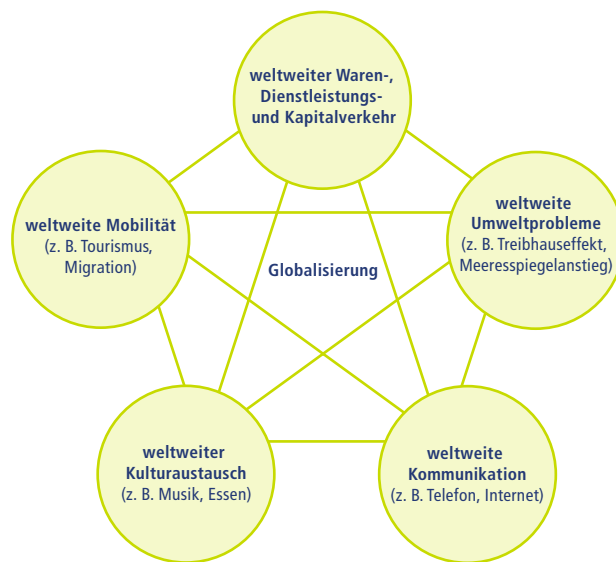 weltweiter Waren-,
Dienstleistungs-
und Kapitalverkehr
weltweite Mobilität
(z. B. Tourismus,
Migration)
weltweite
Umweltprobleme
(z. B. Treibhauseffekt,
Meeresspiegelanstieg)
Globalisierung
weltweiter
Kulturaustausch
(z. B. Musik, Essen)
weltweite
Kommunikation
(z. B. Telefon, Internet)